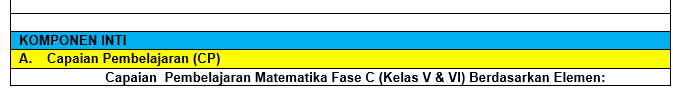 KOMPONEN INTI
A. Capaian Pembelajaran (CP)
Capaian Pembelajaran Matematika Fase C (Kelas V & VI) Berdasarkan Elemen: